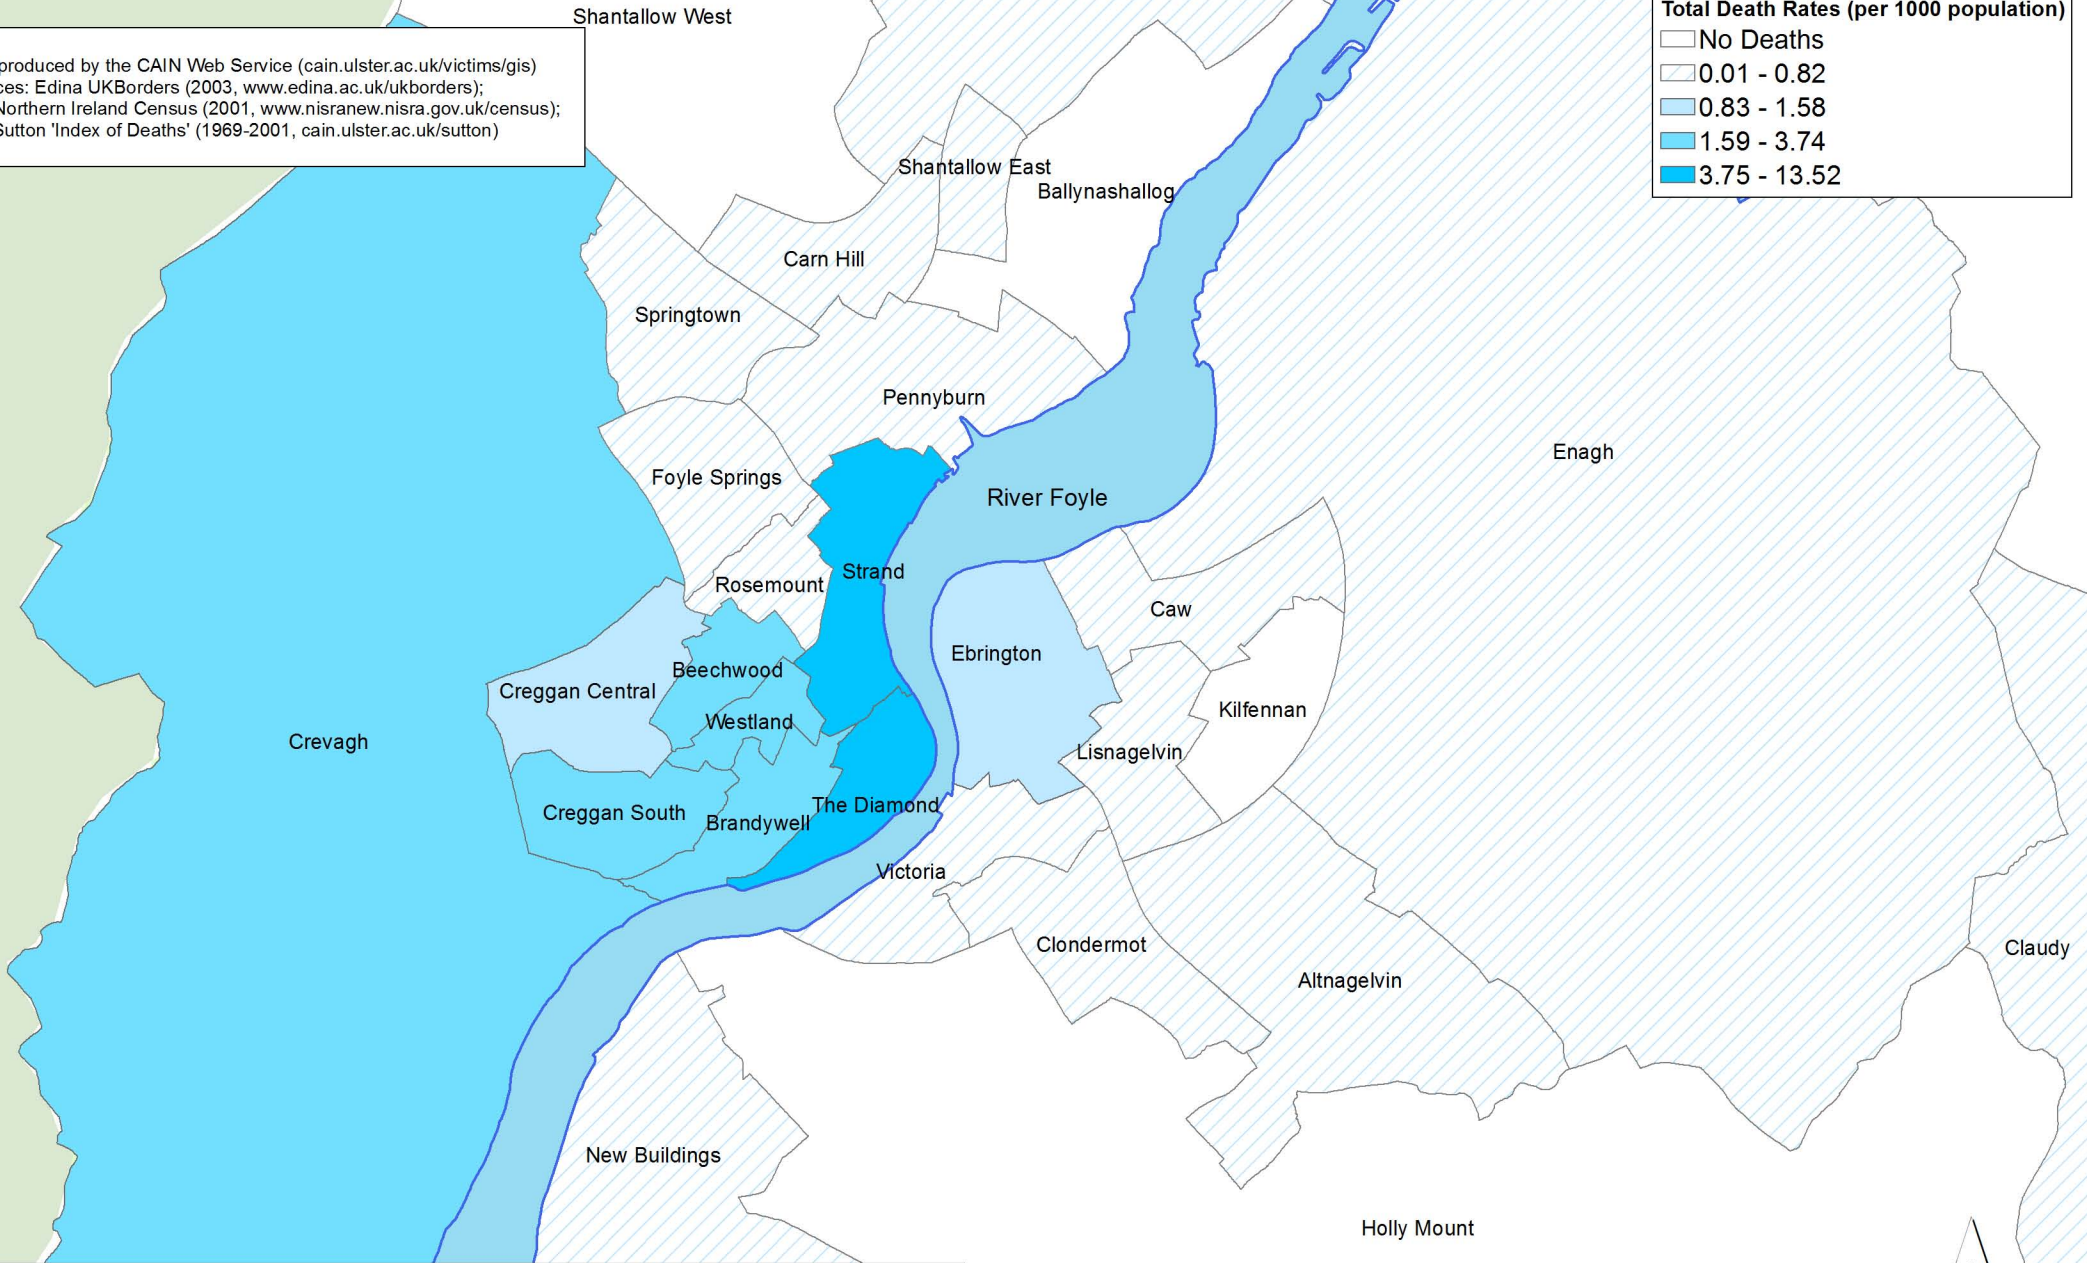 Shantallow West
Total Death Rates (per 1000 population)
No Deaths
0.01 - 0.82
0.83 - 1.58
1.59 - 3.74
3.75 - 13.52
produced by the CAIN Web Service (cain.ulster.ac.uk/victims/gis)
Edina UKBorders (2003, www.edina.ac.uk/ukborders);
Northern Ireland Census (2001, www.nisranew.nisra.gov.uk/census);
Sutton 'Index of Deaths' (1969-2001, cain.ulster.ac.uk/sutton)
Shantallow East
Ballynashallog
Carn Hill
Springtown
Pennyburn
Enagh
Foyle Springs
River Foyle
Strand
Rosemount
Caw
Ebrington
Beechwood
Creggan Central
Kilfennan
Westland
Crevagh
Lisnagelvin
The Diamond
Creggan South
Brandywell
Victoria
Clondermot
Claudy
Altnagelvin
New Buildings
Holly Mount